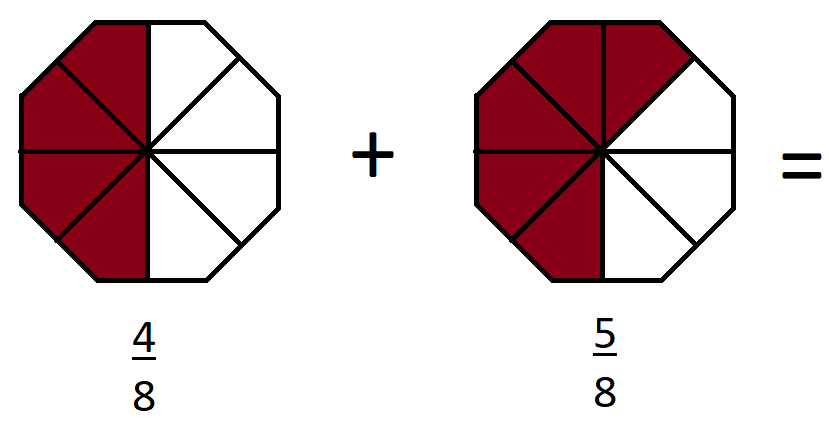 + =
4/8 5/8